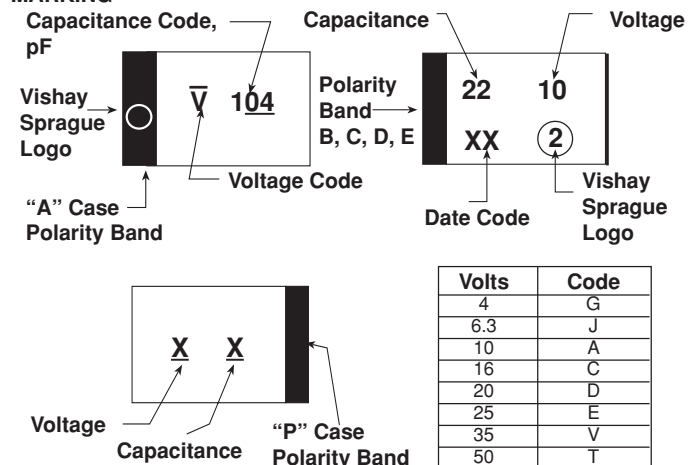 Capacitance Code,
pF
Vishay
Sprague
Logo
V 104
Voltage Code
“A” Case
Polarity Band
Capacitance
Voltage
Polarity
Band
B, C, D, E
22 10
XX 2
Date Code
Vishay
Sprague
Logo
X X
Voltage
Capacitance
“P” Case
Polarity Band
Volts Code
4 G
6.3 J
10 A
16 C
20 D
25 E
35 V
50 T